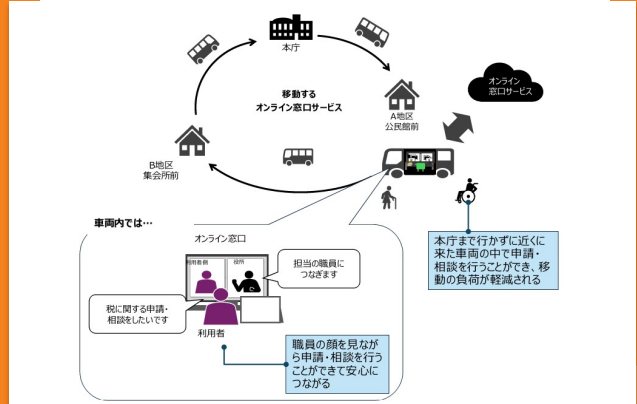 本庁
移動する
オンライン窓口サービス
オンライン
窓口サービス
A地区
公民館前
B地区
集会所前
車両内では…
オンライン窓口
利用者側
役所
担当の職員に
つなぎます
税に関する申請・
相談をしたいです
利用者
本庁まで行かずに近くに
来た車両の中で申請・
相談を行うことができ、移
動の負荷が軽減される
職員の顔を見なが
ら申請・相談を行う
ことができて安心に
つながる